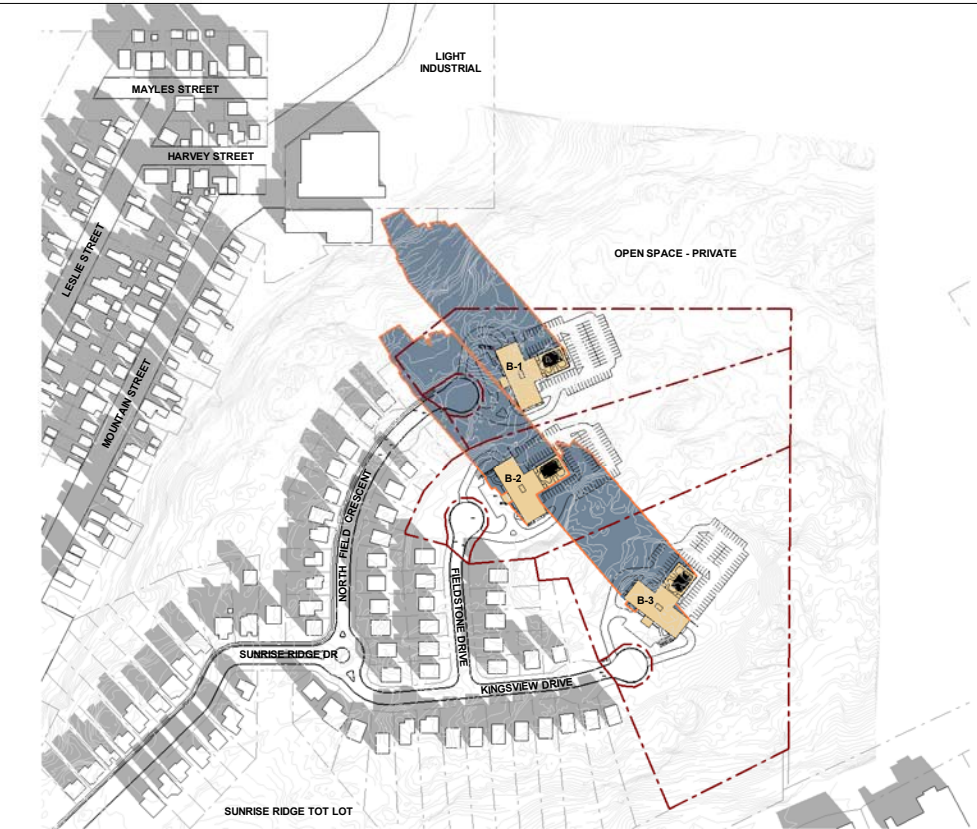 LIGHT
INDUSTRIAL
MAYLES STREET
HARVEY STREET
LESLIE STREET
OPEN SPACE - PRIVATE
MOUNTAIN STREET
B-1
B-2
NORTH FIELD CRESCENT
FIELDSTONE DRIVE
B-3
SUNRISE RIDGE DR
KINGSVIEW DRIVE
SUNRISE RIDGE TOT LOT